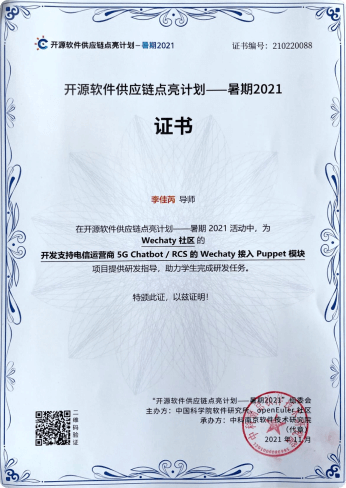 开源软件供应链点亮计划－暑期2021
证书编号：210220088
开源软件供应链点亮计划——暑期2021
证书
李佳芮 导师
在开源软件供应链点亮计划——暑期 2021 活动中，为
Wechaty 社区 的
开发支持电信运营商 5G Chatbot / RCS 的 Wechaty 接入 Puppet 模块
项目提供研发指导，助力学生完成研发任务。
特颁此证，以兹证明！
“开源软件供应链点亮计划——暑期2021”组委会
主办方：中国科学院软件研究所、openEuler 社区
承办方：中科南京软件技术研究院
（代章）
2021 年 11 月
二维码验证